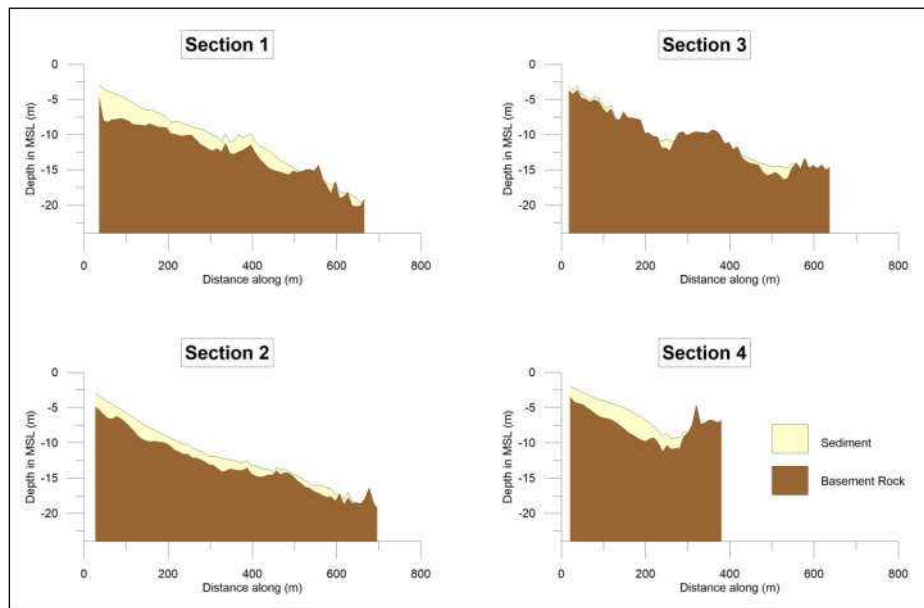 Section 1
0
-5
-10
-15
-20
Depth in MSL (m)
0 200 400 600 800
Distance along (m)
Section 3
0
-5
-10
-15
-20
Depth in MSL (m)
0 200 400 600 800
Distance along (m)
Section 2
0
-5
-10
-15
-20
Depth in MSL (m)
0 200 400 600 800
Distance along (m)
Section 4
0
-5
-10
-15
-20
Depth in MSL (m)
0 200 400 600 800
Distance along (m)
Sediment
Basement Rock